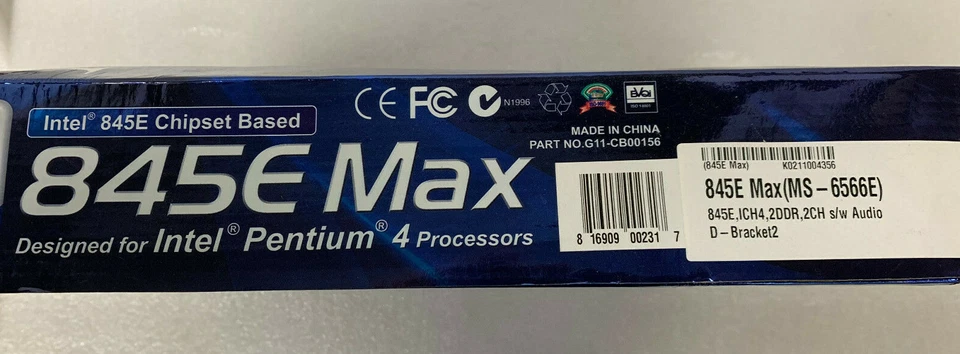 CE FC N1996
ISO 14001
Intel® 845E Chipset Based
MADE IN CHINA
PART NO.G11-CB00156
845E Max
Designed for Intel® Pentium® 4 Processors
8 16909 00231 7
(845E Max) K0211004356
845E Max(MS-6566E)
845E,ICH4,2DDR,2CH s/w Audio
D-Bracket2